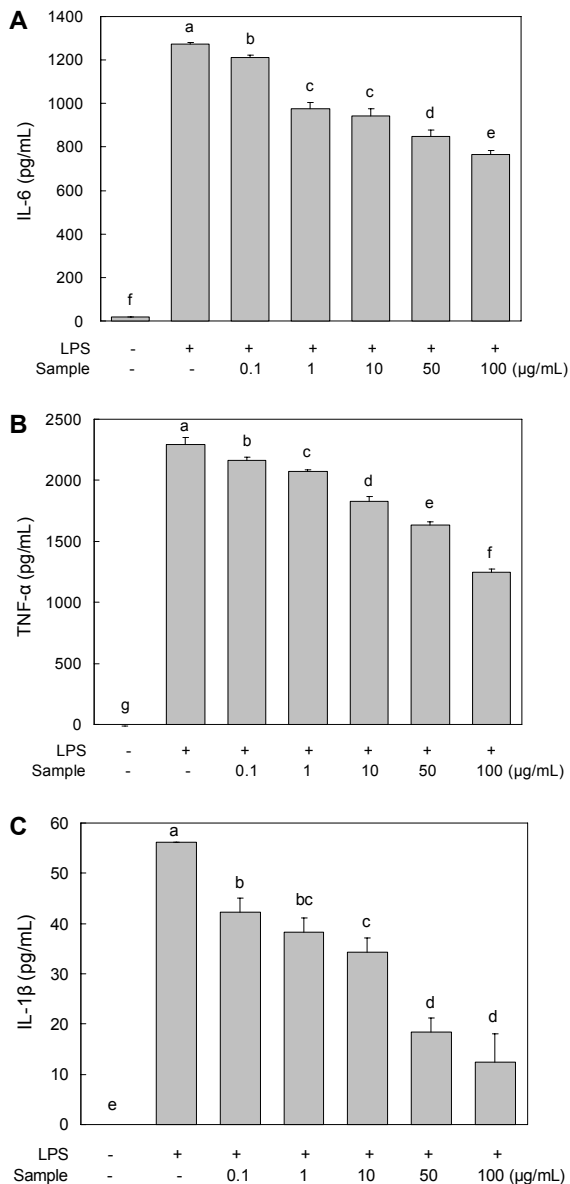 A
1400
1200
1000
800
600
400
200
0
IL-6 (pg/mL)
f a b c c d e
LPS - + + + + + +
Sample - - 0.1 1 10 50 100 (µg/mL)
B
2500
2000
1500
1000
500
0
TNF-α (pg/mL)
g a b c d e f
LPS - + + + + + +
Sample - - 0.1 1 10 50 100 (µg/mL)
C
60
50
40
30
20
10
0
IL-1β (pg/mL)
e a b bc c d d
LPS - + + + + + +
Sample - - 0.1 1 10 50 100 (µg/mL)